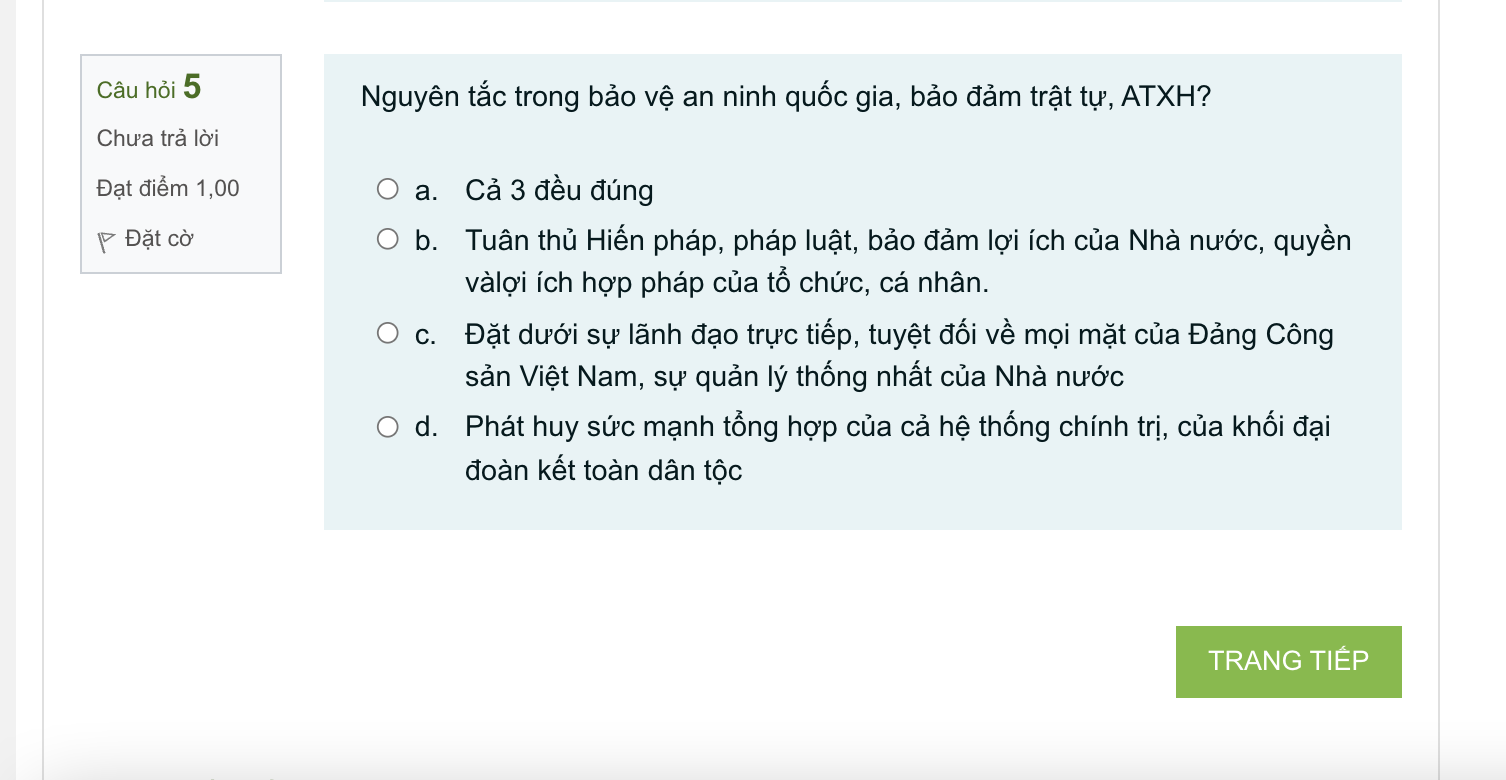 Câu hỏi 5
Chưa trả lời
Đạt điểm 1,00
Đặt cờ
Nguyên tắc trong bảo vệ an ninh quốc gia, bảo đảm trật tự, ATXH?
a. Cả 3 đều đúng
b. Tuân thủ Hiến pháp, pháp luật, bảo đảm lợi ích của Nhà nước, quyền
vàlợi ích hợp pháp của tổ chức, cá nhân.
c. Đặt dưới sự lãnh đạo trực tiếp, tuyệt đối về mọi mặt của Đảng Công
sản Việt Nam, sự quản lý thống nhất của Nhà nước
d. Phát huy sức mạnh tổng hợp của cả hệ thống chính trị, của khối đại
đoàn kết toàn dân tộc
TRANG TIẾP